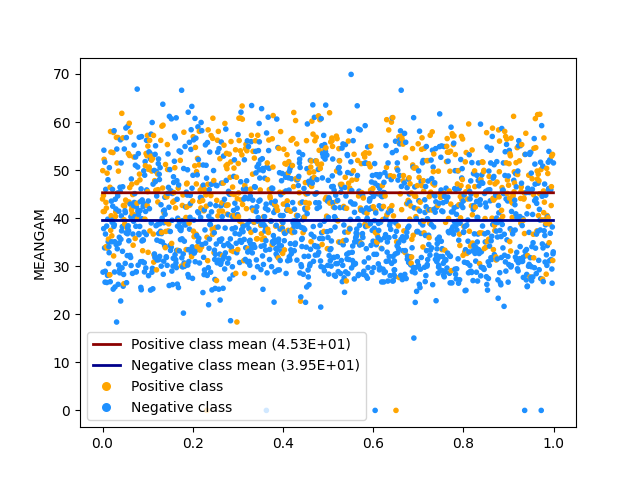 70
60
50
40
30
20
10
0
MEANGAM
Positive class mean (4.53E+01)
Negative class mean (3.95E+01)
Positive class
Negative class
0.0 0.2 0.4 0.6 0.8 1.0